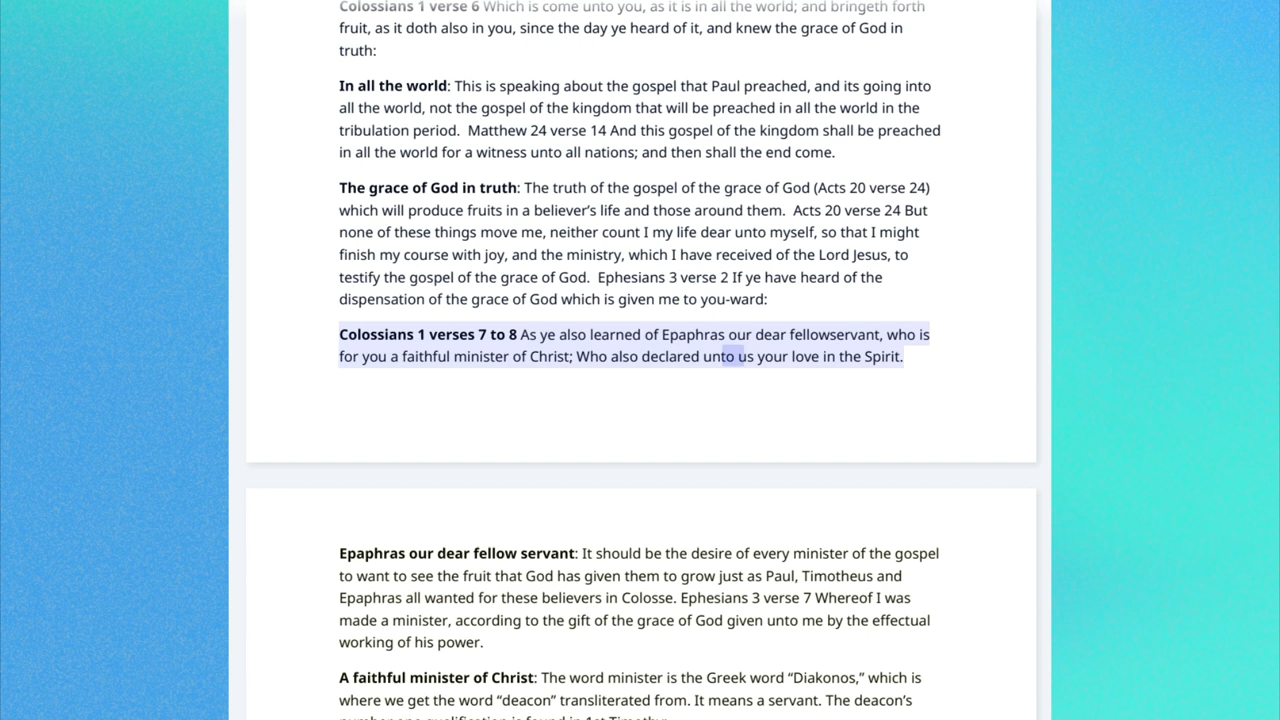 Colossians 1 verse 6 Which is come unto you, as it is in all the world; and bringeth forth
fruit, as it doth also in you, since the day ye heard of it, and knew the grace of God in
truth:
In all the world: This is speaking about the gospel that Paul preached, and its going into
all the world, not the gospel of the kingdom that will be preached in all the world in the
tribulation period.  Matthew 24 verse 14 And this gospel of the kingdom shall be preached
in all the world for a witness unto all nations; and then shall the end come.
The grace of God in truth: The truth of the gospel of the grace of God (Acts 20 verse 24)
which will produce fruits in a believer’s life and those around them.  Acts 20 verse 24 But
none of these things move me, neither count I my life dear unto myself, so that I might
finish my course with joy, and the ministry, which I have received of the Lord Jesus, to
testify the gospel of the grace of God.  Ephesians 3 verse 2 If ye have heard of the
dispensation of the grace of God which is given me to you-ward:
Colossians 1 verses 7 to 8 As ye also learned of Epaphras our dear fellowservant, who is
for you a faithful minister of Christ; Who also declared unto us your love in the Spirit.
Epaphras our dear fellow servant: It should be the desire of every minister of the gospel
to want to see the fruit that God has given them to grow just as Paul, Timotheus and
Epaphras all wanted for these believers in Colosse. Ephesians 3 verse 7 Whereof I was
made a minister, according to the gift of the grace of God given unto me by the effectual
working of his power.
A faithful minister of Christ: The word minister is the Greek word “Diakonos,” which is
where we get the word “deacon” transliterated from. It means a servant. The deacon’s
number one qualification is found in 1st Timothy: